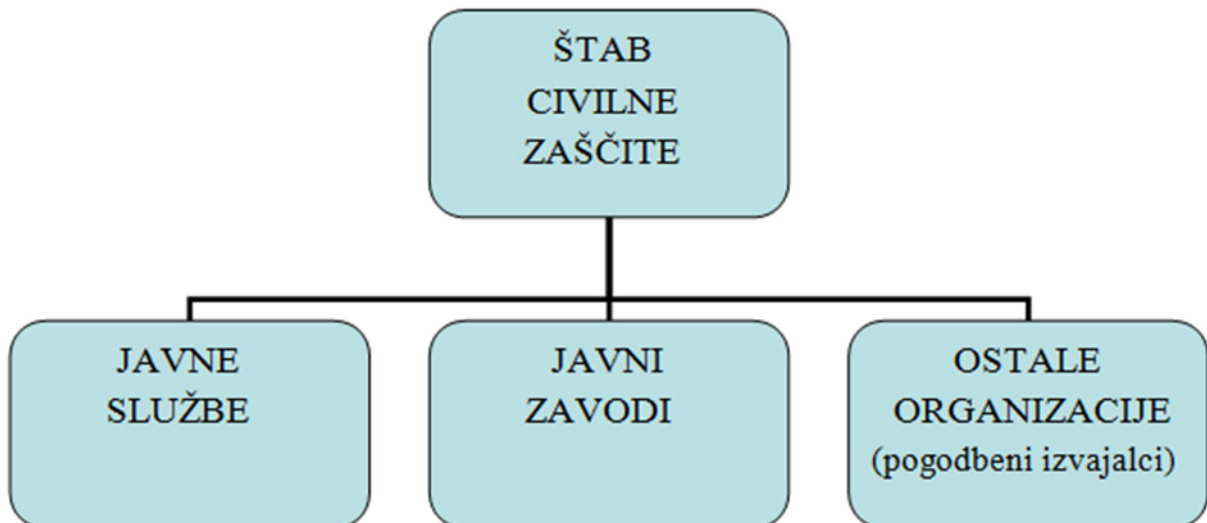 ŠTAB
CIVILNE
ZAŠČITE
JAVNE
SLUŽBE
JAVNI
ZAVODI
OSTALE
ORGANIZACIJE
(pogodbeni izvajalci)